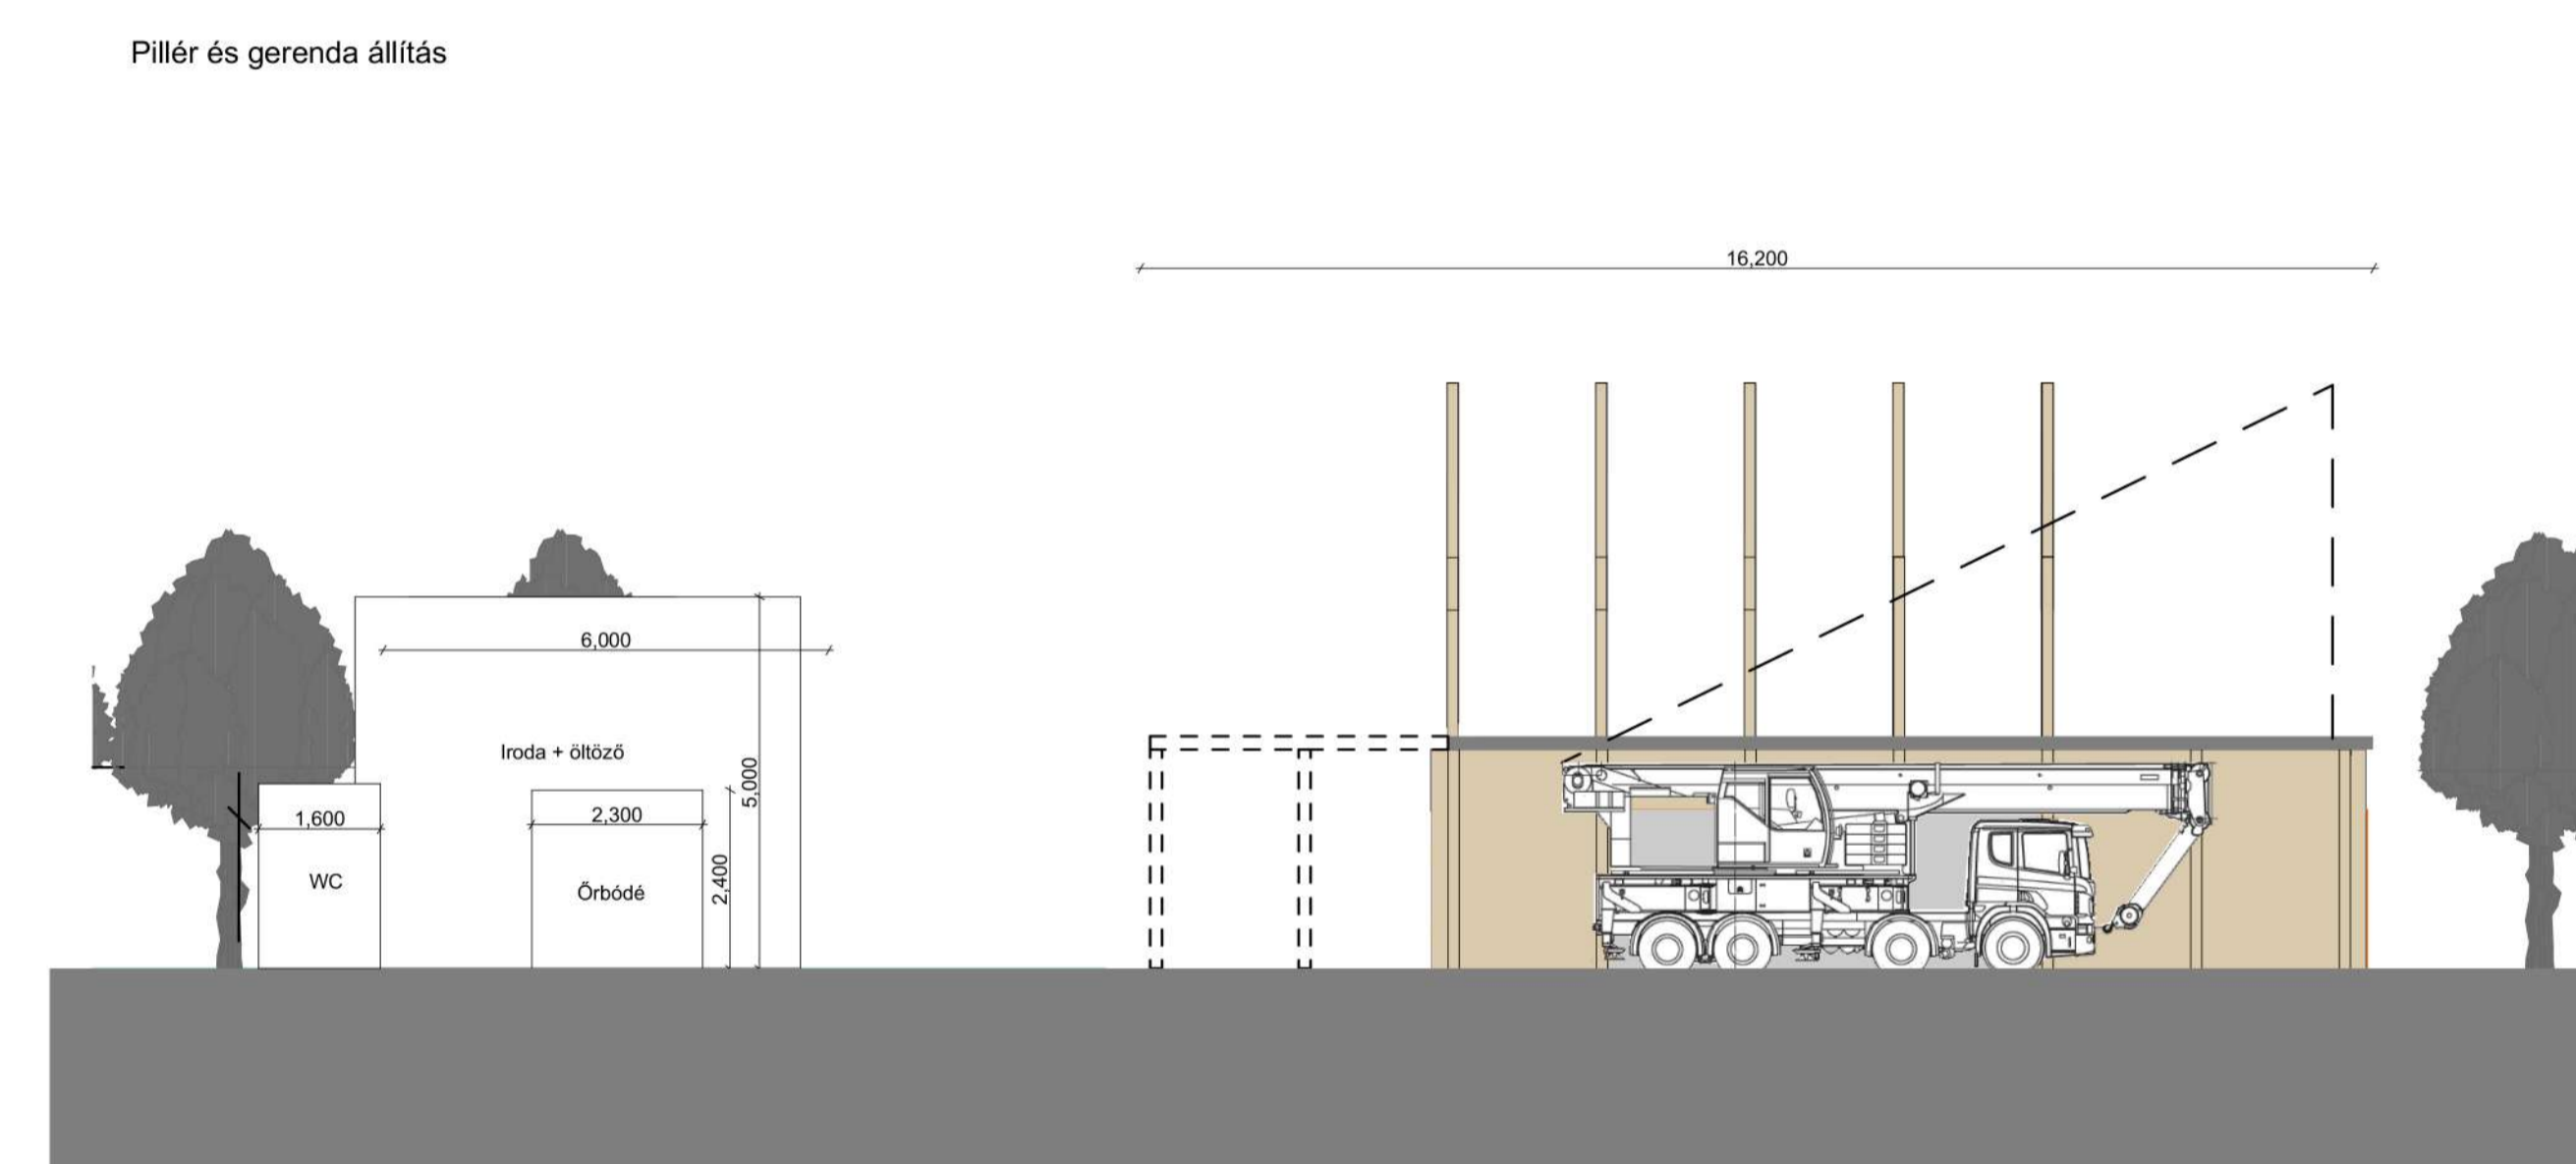 Pillér és gerenda állítás
16,200
6,000
Iroda + öltöző
5,000
1,600
2,300
2,400
WC
Őrbódé